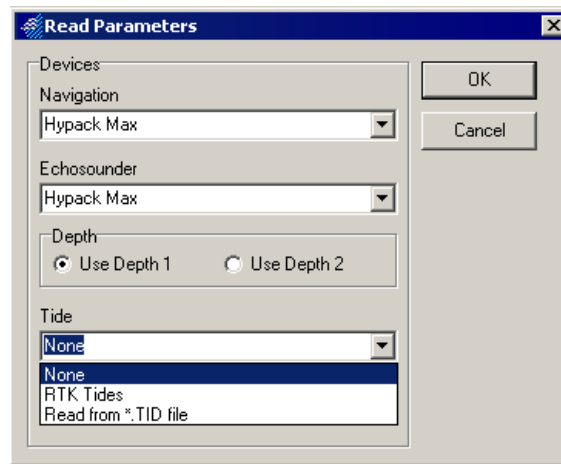 Read Parameters
Devices
OK
Navigation
Hypack Max
Cancel
Echosounder
Hypack Max
Depth
Use Depth 1 Use Depth 2
Tide
None
None
RTK Tides
Read from *.TID file